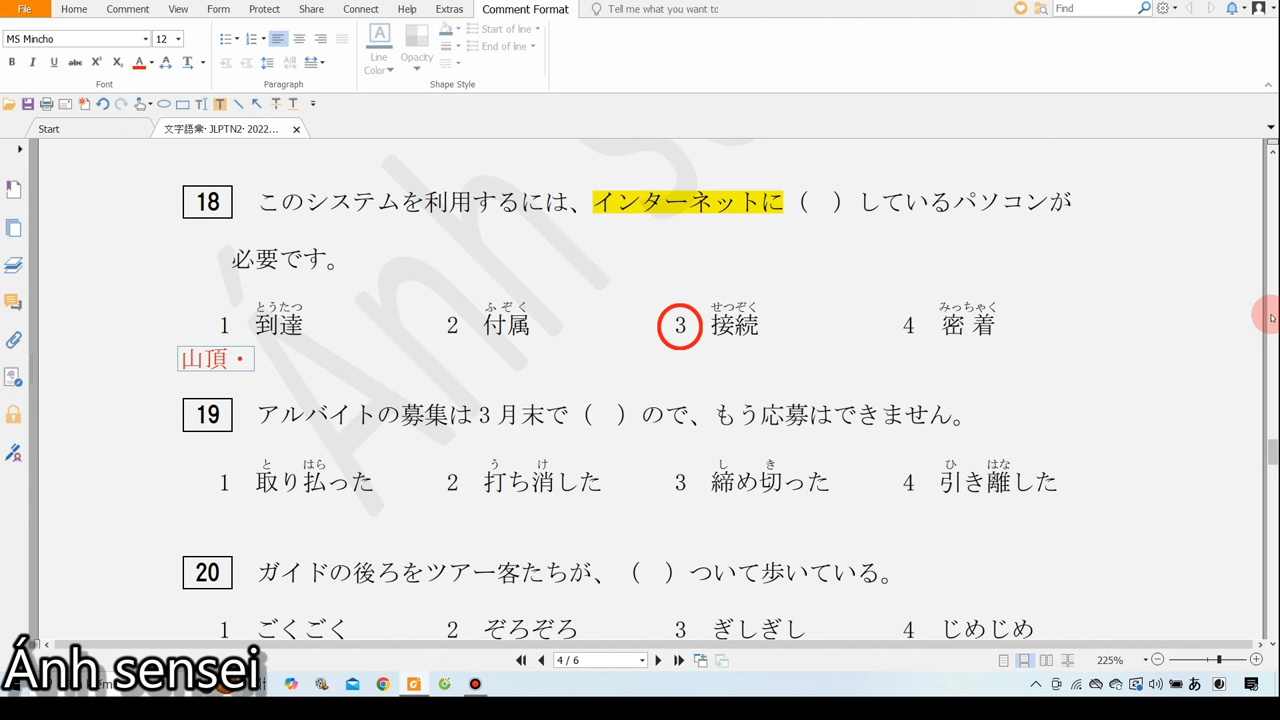 File Home Comment View Form Protect Share Connect Help Extras Comment Format Tell me what you want to Find
MS Mincho 12 Line Color Opacity Start of line End of line
Font Paragraph Shape Style
Start 文字語彙・JLPTN2・2022...
18 このシステムを利用するには、インターネットに（ ）しているパソコンが
必要です。
とうたつ ふぞく せつぞく みっちゃく
1 到達 2 付属 3 接続 4 密着
山頂・
19 アルバイトの募集は３月末で（ ）ので、もう応募はできません。
と はら う け し き ひ はな
1 取り払った 2 打ち消した 3 締め切った 4 引き離した
20 ガイドの後ろをツアー客たちが、（ ）ついて歩いている。
1 ごくごく 2 ぞろぞろ 3 ぎしぎし 4 じめじめ
4 / 6 225%
Ánh sensei